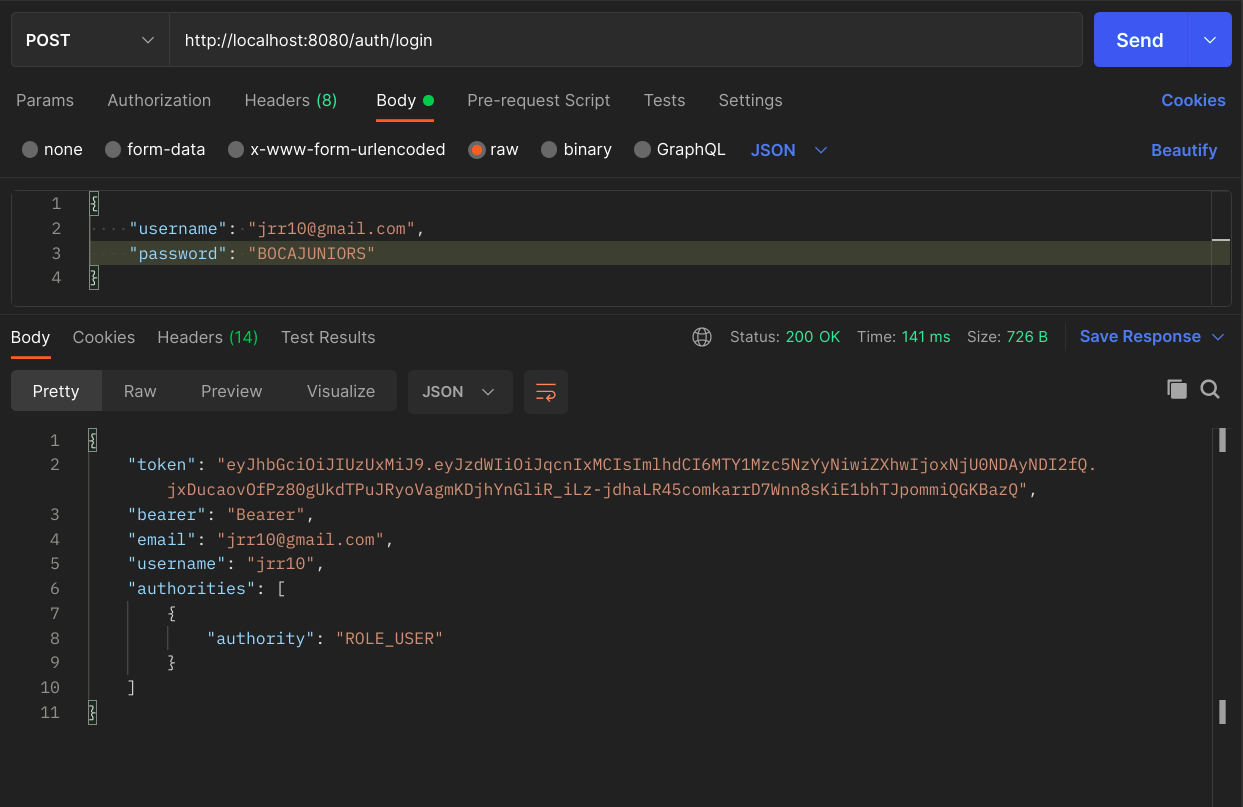 POST http://localhost:8080/auth/login Send
Params Authorization Headers (8) Body Pre-request Script Tests Settings Cookies
none form-data x-www-form-urlencoded raw binary GraphQL JSON Beautify
1 {
2 "username": "jrr10@gmail.com",
3 "password": "BOCAJUNIORS"
4 }
Body Cookies Headers (14) Test Results Status: 200 OK Time: 141 ms Size: 726 B Save Response
Pretty Raw Preview Visualize JSON
1 {
2 "token": "eyJhbGciOiJIUzUxMiJ9.eyJzdWIiOiJqcnIxMCIsImlhdCI6MTY1Mzc5NzYyNiwiZXhwIjoxNjU0NDAyNDI2fQ.
jxDucaovOfPz80gUkdTPuJRyoVagmKDjhYnGliR_iLz-jdhaLR45comkarrD7Wnn8sKiE1bhTJpommiQGKBazQ",
3 "bearer": "Bearer",
4 "email": "jrr10@gmail.com",
5 "username": "jrr10",
6 "authorities": [
7 {
8 "authority": "ROLE_USER"
9 }
10 ]
11 }